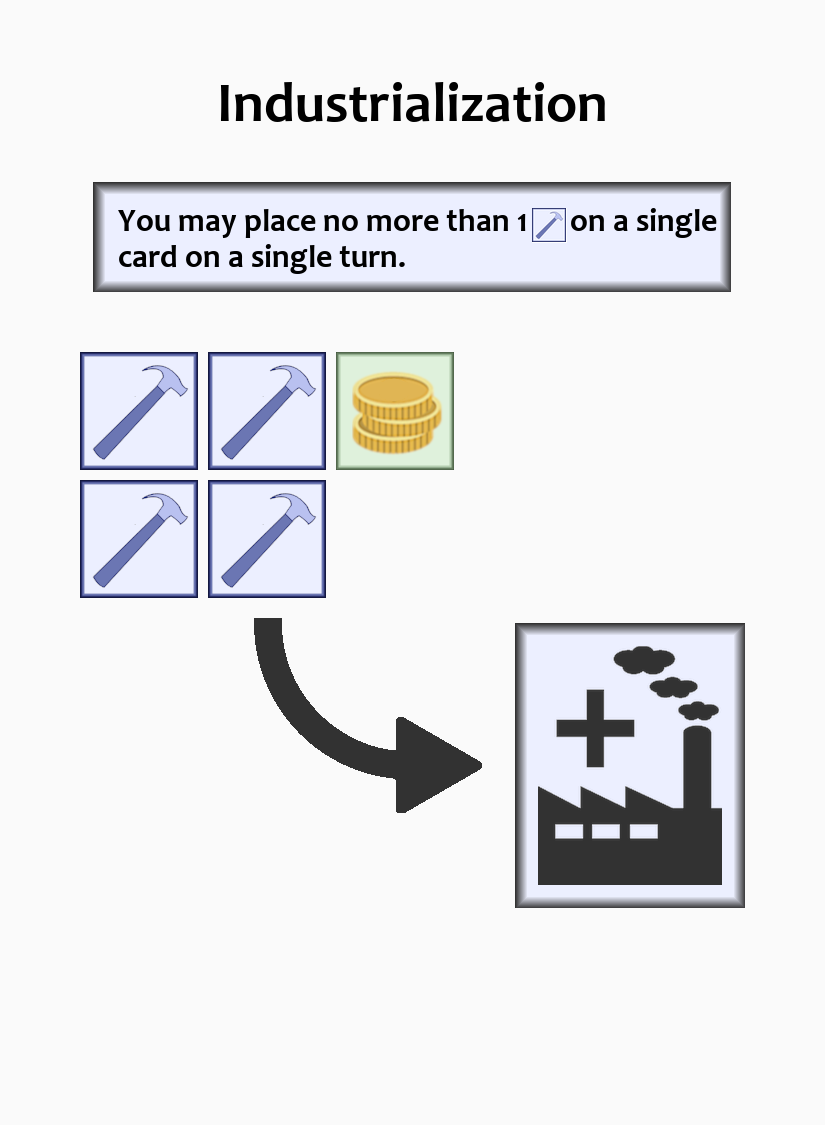 Industrialization
You may place no more than 1 on a single
card on a single turn.